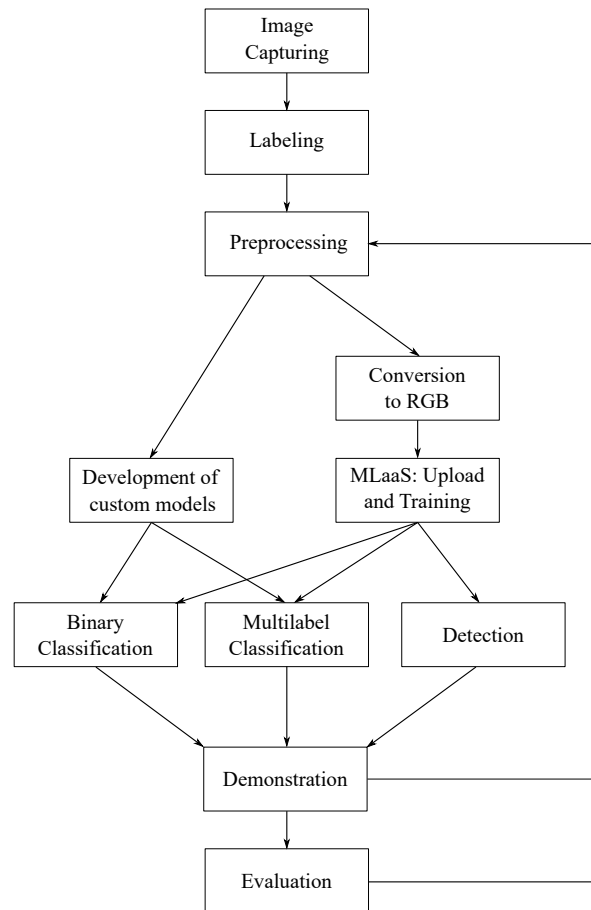 Image
Capturing
Labeling
Preprocessing
Conversion
to RGB
Development of
custom models
MLaaS: Upload
and Training
Binary
Classification
Multilabel
Classification
Detection
Demonstration
Evaluation